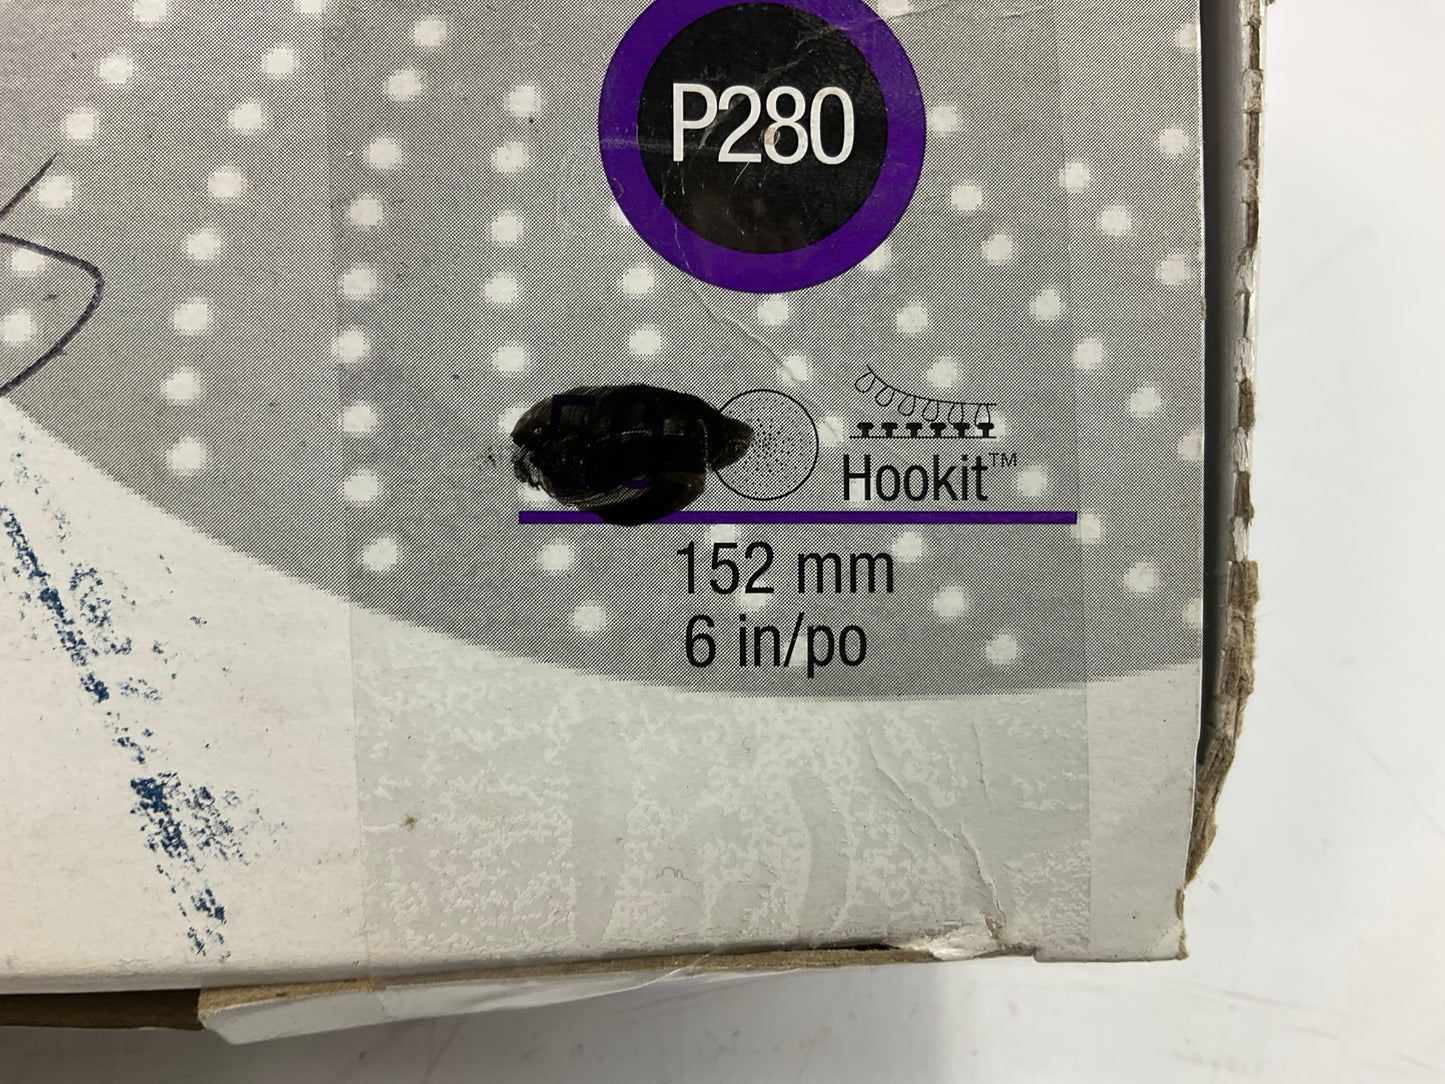 P280
Hookit™
152 mm
6 in/po